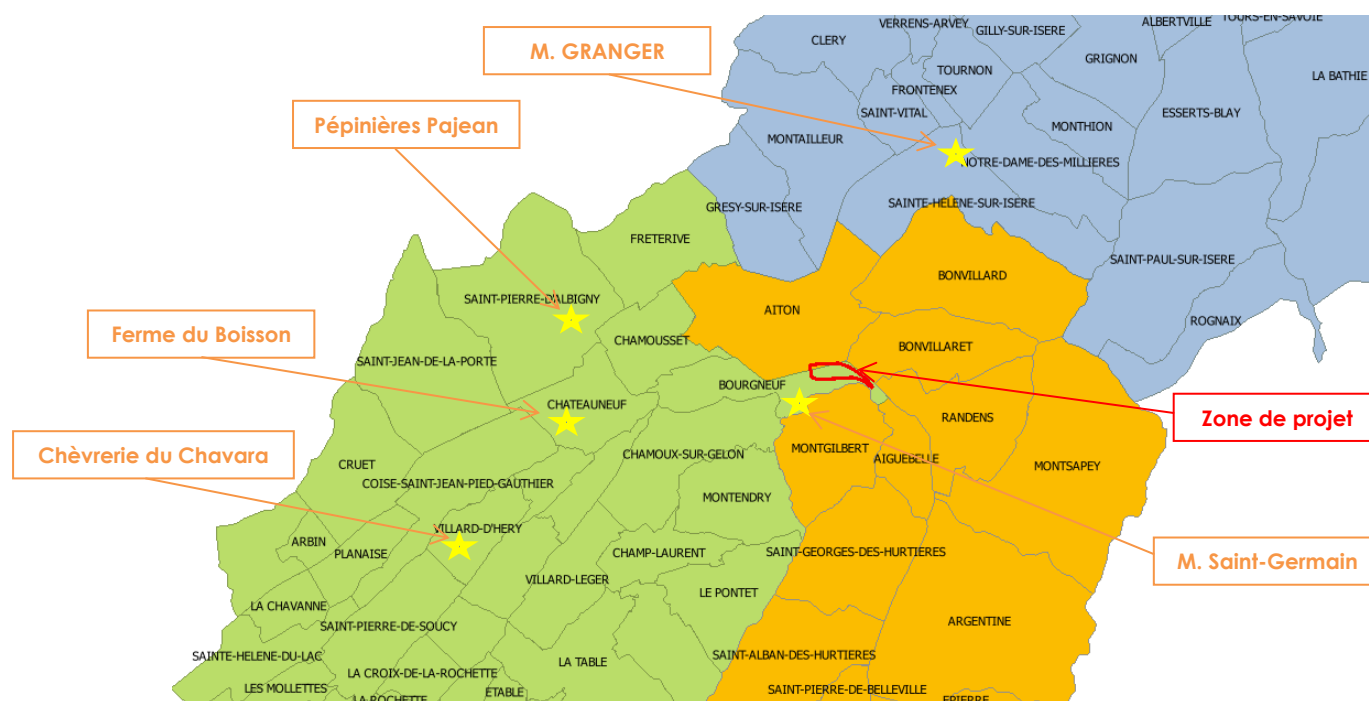 VERRENS-ARVEY
ALBERTVILLE
TOURS-EN-SAVOIE
GILLY-SUR-ISERE
CLERY
M. GRANGER
GRIGNON
TOURNON
LA BATHIE
FRONTENEX
Pépinières Pajean
SAINT-VITAL
ESSERTS-BLAY
MONTHION
MONTAILLEUR
NOTRE-DAME-DES-MILLIERES
GRESY-SUR-ISERE
SAINTE-HELENE-SUR-ISERE
FRETERIVE
SAINT-PAUL-SUR-ISERE
BONVILLARD
SAINT-PIERRE-D'ALBIGNY
AITON
ROGNAIX
Ferme du Boisson
CHAMOUSSET
BONVILLARET
SAINT-JEAN-DE-LA-PORTE
BOURGNEUF
CHATEAUNEUF
RANDENS
Zone de projet
MONTGILBERT
Chèvrerie du Chavara
CHAMOUX-SUR-GELON
AIGUEBELLE
CRUET
MONTSAPEY
COISE-SAINT-JEAN-PIED-GAUTHIER
MONTENDRY
VILLARD-D'HERY
ARBIN
PLANAISE
CHAMP-LAURENT
SAINT-GEORGES-DES-HURTIERES
M. Saint-Germain
VILLARD-LEGER
LE PONTET
LA CHAVANNE
ARGENTINE
SAINT-PIERRE-DE-SOUCY
SAINTE-HELENE-DU-LAC
LA TABLE
SAINT-ALBAN-DES-HURTIERES
LA CROIX-DE-LA-ROCHETTE
LES MOLLETTES
ETABLE
SAINT-PIERRE-DE-BELLEVILLE
LA ROCHETTE
EPIERRE